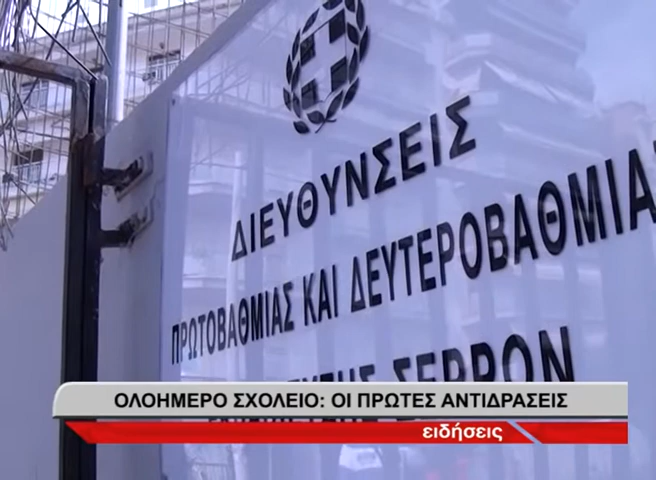 ΔΙΕΥΘΥΝΣΕΙΣ
ΠΡΩΤΟΒΑΘΜΙΑΣ ΚΑΙ ΔΕΥΤΕΡΟΒΑΘΜΙΑ
ΣΕΡΡΩΝ
ΟΛΟΗΜΕΡΟ ΣΧΟΛΕΙΟ: ΟΙ ΠΡΩΤΕΣ ΑΝΤΙΔΡΑΣΕΙΣ
ειδήσεις